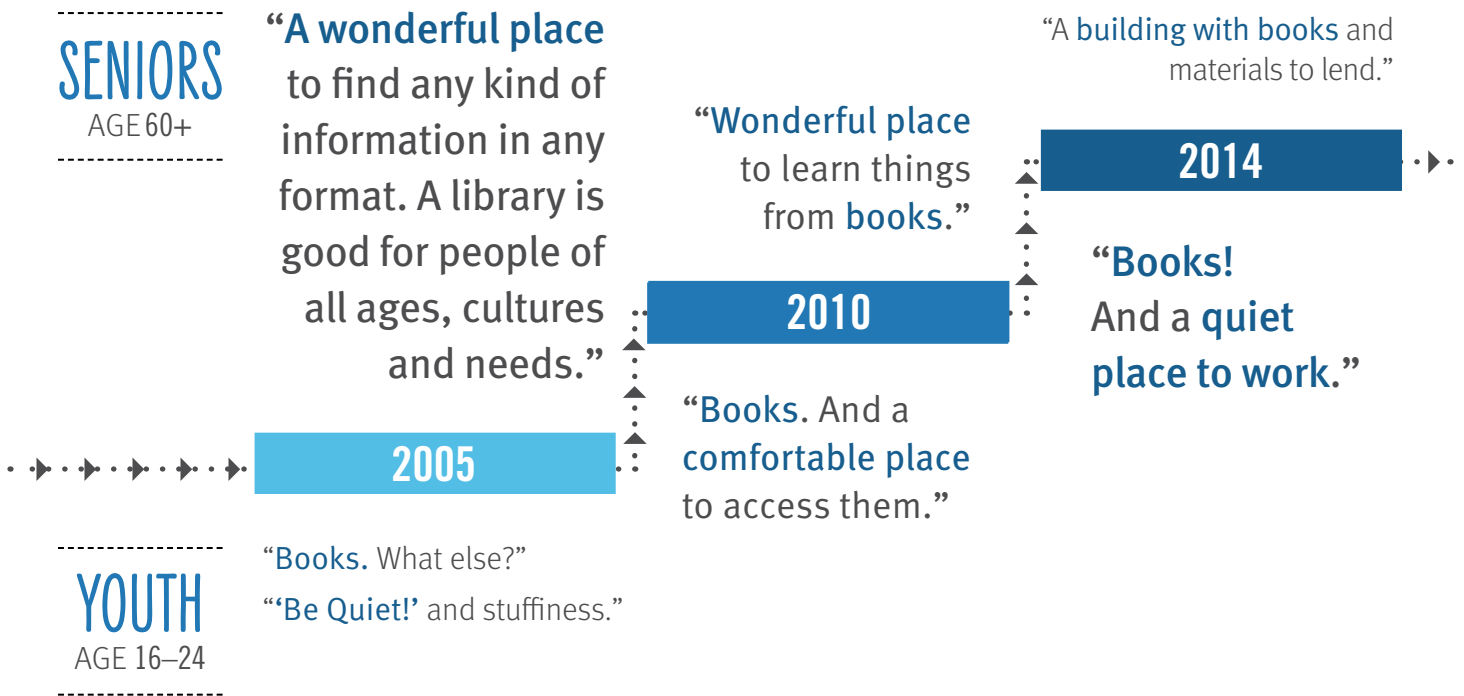 SENIORS
AGE 60+
“A wonderful place
to find any kind of
information in any
format. A library is
good for people of
all ages, cultures
and needs.”
“Wonderful place
to learn things
from books.”
“A building with books and
materials to lend.”
2005
2010
2014
YOUTH
AGE 16–24
“Books. What else?”
“‘Be Quiet!’ and stuffiness.”
“Books. And a
comfortable place
to access them.”
“Books!
And a quiet
place to work.”